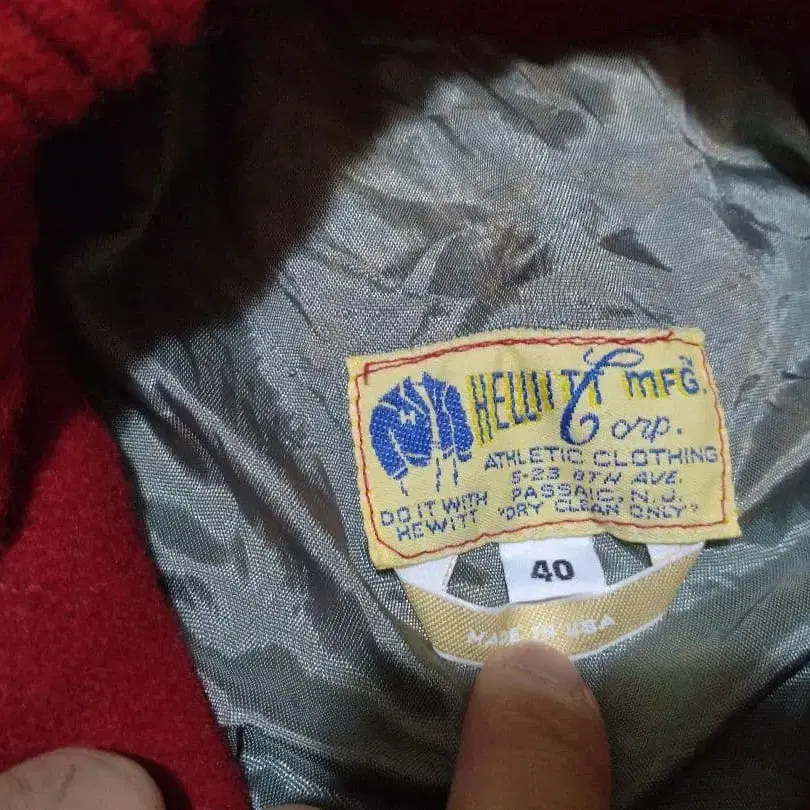 HEWITT MFG.
Corp.
ATHLETIC CLOTHING
5-23 8TH AVE.
PASSAIC, N. J.
"DRY CLEAN ONLY"
DO IT WITH
HEWITT
40
MADE IN USA